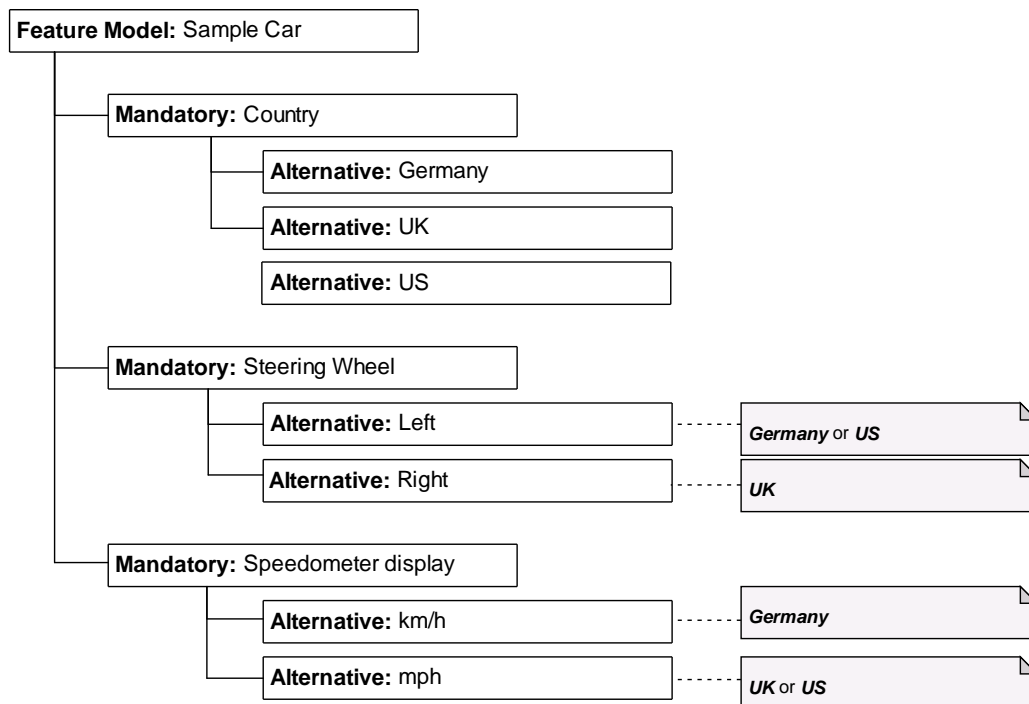 Feature Model: Sample Car
Mandatory: Country
Alternative: Germany
Alternative: UK
Alternative: US
Mandatory: Steering Wheel
Alternative: Left
Germany or US
Alternative: Right
UK
Mandatory: Speedometer display
Alternative: km/h
Germany
Alternative: mph
UK or US